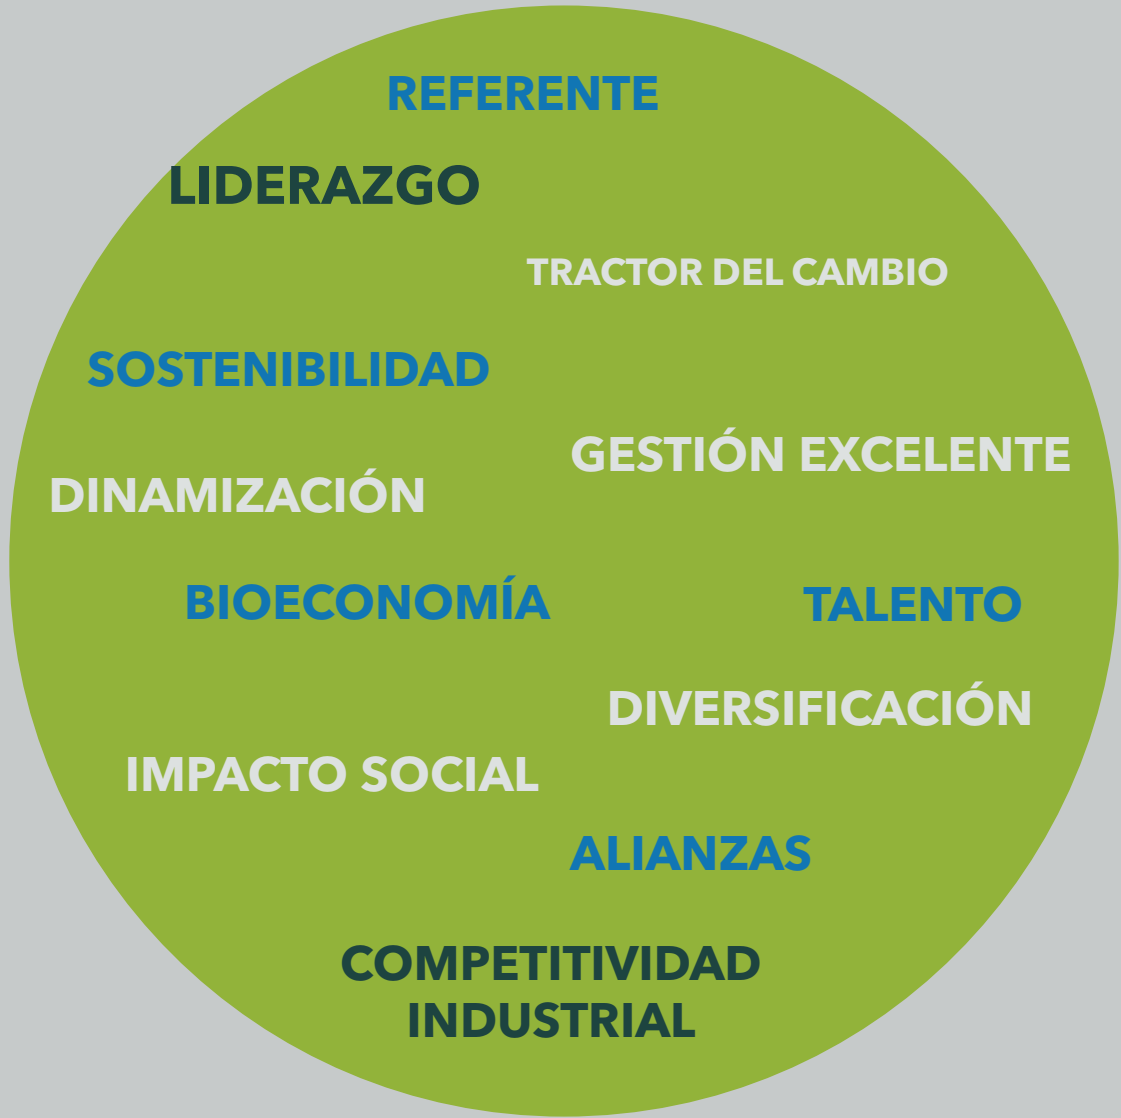 REFERENTE
LIDERAZGO
TRACTOR DEL CAMBIO
SOSTENIBILIDAD
GESTIÓN EXCELENTE
DINAMIZACIÓN
BIOECONOMÍA
TALENTO
DIVERSIFICACIÓN
IMPACTO SOCIAL
ALIANZAS
COMPETITIVIDAD
INDUSTRIAL